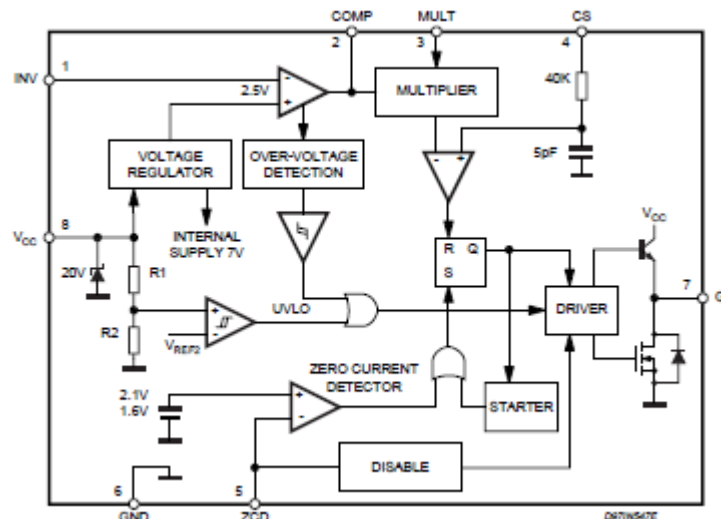 COMP MULT CS
2 3 4
INV 1
2.5V
MULTIPLIER
40K
5pF
VOLTAGE
REGULATOR
OVER-VOLTAGE
DETECTION
VCC 8
INTERNAL
SUPPLY 7V
20V
R1
R2
R Q
S
VCC
7
DRIVER
UVLO
VREF2
ZERO CURRENT
DETECTOR
2.1V
1.6V
STARTER
DISABLE
6 5
GND ZCD